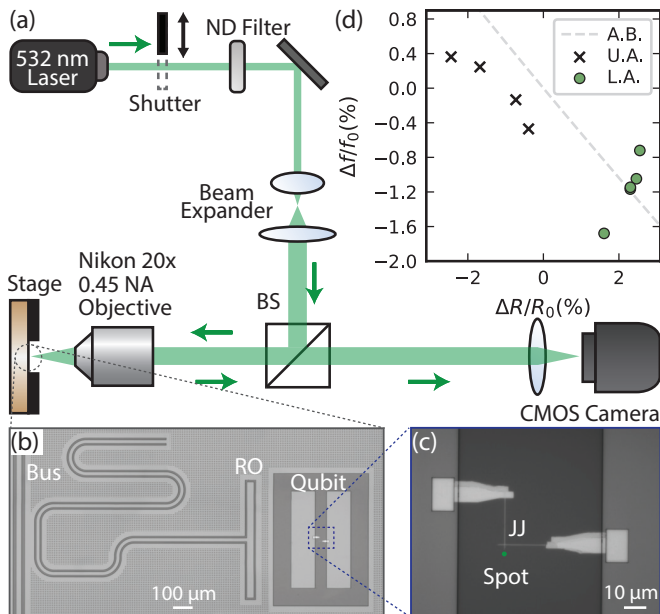 (a)
532 nm
Laser
Shutter
ND Filter
Beam
Expander
Nikon 20x
0.45 NA
Objective
Stage
BS
CMOS Camera
(d)
A.B.
U.A.
L.A.
Δf/f₀(%)
0.8
0.4
0.0
−0.4
−0.8
−1.2
−1.6
−2.0
−2
0
2
ΔR/R₀(%)
(b)
Bus
RO
Qubit
100 μm
(c)
JJ
Spot
10 μm